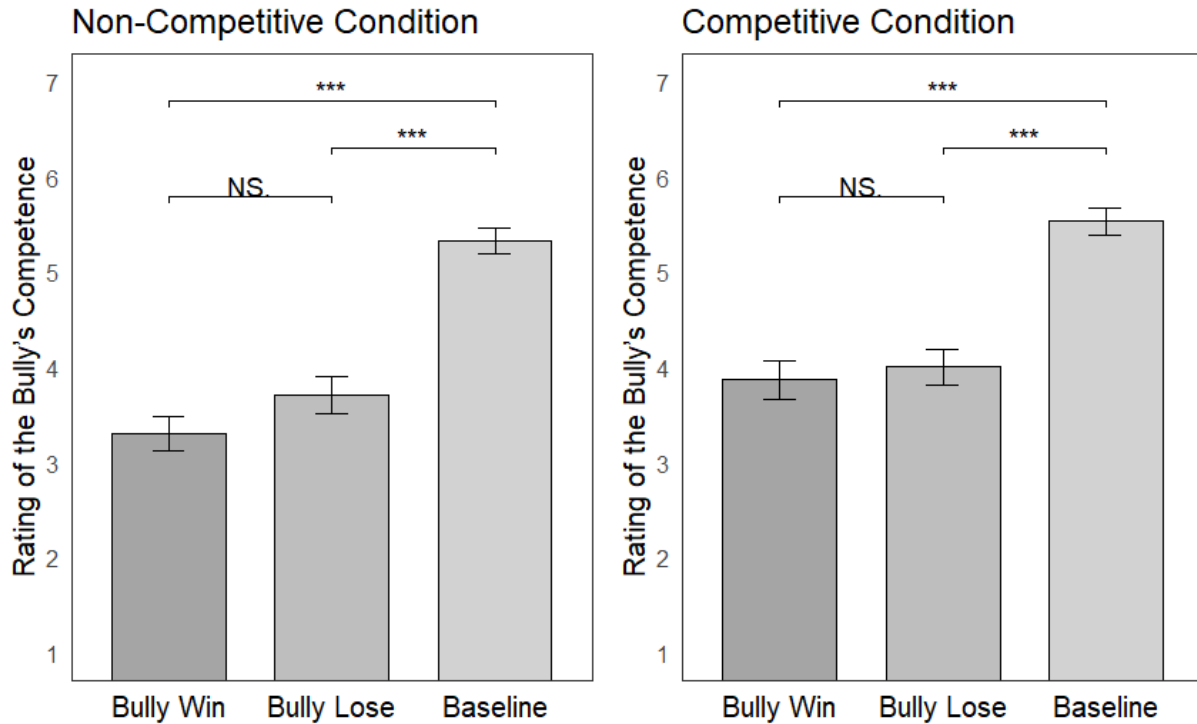 Non-Competitive Condition
Rating of the Bully’s Competence
7
6
5
4
3
2
1
***
***
NS.
Bully Win
Bully Lose
Baseline
Competitive Condition
Rating of the Bully’s Competence
7
6
5
4
3
2
1
***
***
NS.
Bully Win
Bully Lose
Baseline